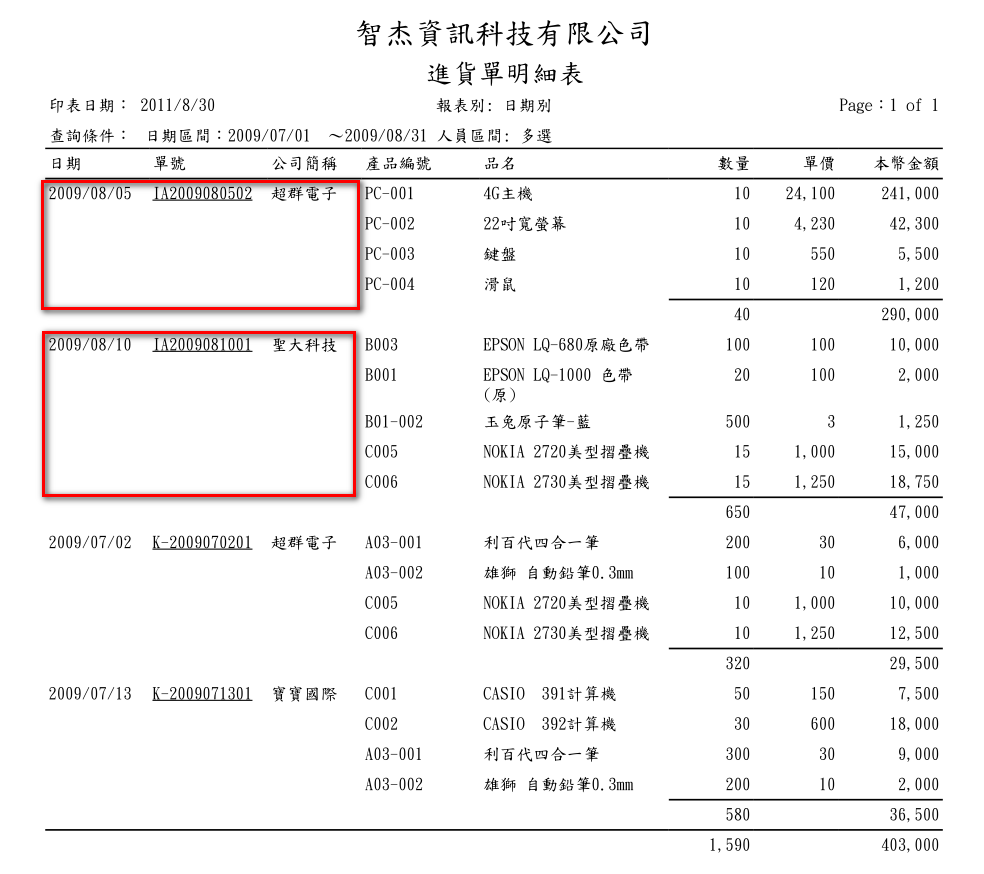 智杰資訊科技有限公司
進貨單明細表
印表日期： 2011/8/30 報表別: 日期別 Page：1 of 1
查詢條件： 日期區間：2009/07/01 ～2009/08/31 人員區間: 多選
日期 單號 公司簡稱 產品編號 品名 數量 單價 本幣金額
2009/08/05 IA2009080502 超群電子 PC-001 4G主機 10 24,100 241,000
PC-002 22吋寬螢幕 10 4,230 42,300
PC-003 鍵盤 10 550 5,500
PC-004 滑鼠 10 120 1,200
40 290,000
2009/08/10 IA2009081001 聖大科技 B003 EPSON LQ-680原廠色帶 100 100 10,000
B001 EPSON LQ-1000 色帶 20 100 2,000
(原)
B01-002 玉兔原子筆-藍 500 3 1,250
C005 NOKIA 2720美型摺疊機 15 1,000 15,000
C006 NOKIA 2730美型摺疊機 15 1,250 18,750
650 47,000
2009/07/02 K-2009070201 超群電子 A03-001 利百代四合一筆 200 30 6,000
A03-002 雄獅 自動鉛筆0.3mm 100 10 1,000
C005 NOKIA 2720美型摺疊機 10 1,000 10,000
C006 NOKIA 2730美型摺疊機 10 1,250 12,500
320 29,500
2009/07/13 K-2009071301 寶寶國際 C001 CASIO 391計算機 50 150 7,500
C002 CASIO 392計算機 30 600 18,000
A03-001 利百代四合一筆 300 30 9,000
A03-002 雄獅 自動鉛筆0.3mm 200 10 2,000
580 36,500
1,590 403,000